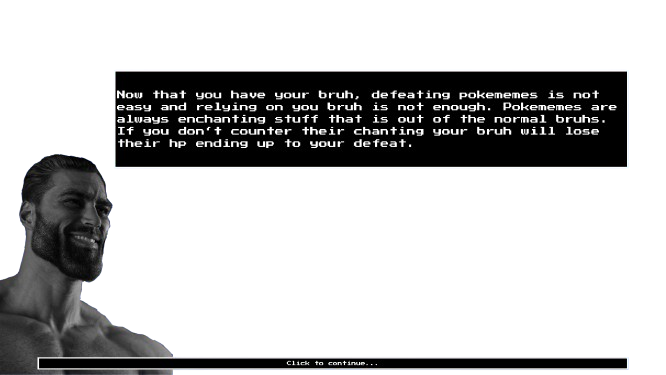 Now that you have your bruh, defeating pokememes is not
easy and relying on you bruh is not enough. Pokememes are
always enchanting stuff that is out of the normal bruhs.
If you don't counter their chanting your bruh will lose
their hp ending up to your defeat.
Click to continue...